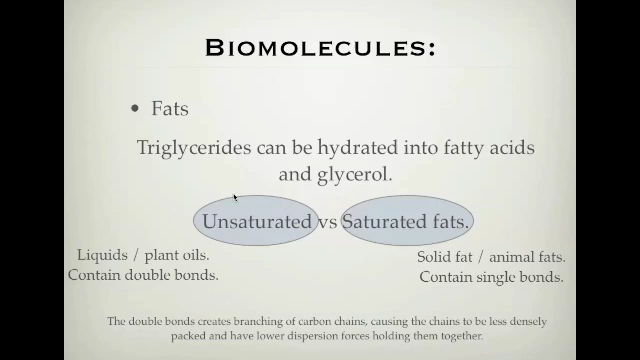 BIOMOLECULES:
• Fats
Triglycerides can be hydrated into fatty acids
and glycerol.
Unsaturated vs Saturated fats.
Liquids / plant oils.
Contain double bonds.
Solid fat / animal fats.
Contain single bonds.
The double bonds creates branching of carbon chains, causing the chains to be less densely
packed and have lower dispersion forces holding them together.